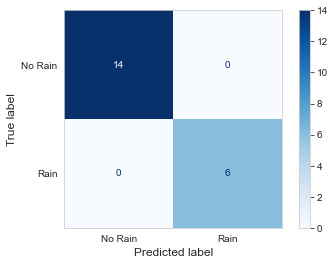 No Rain
Rain
True label
14
0
0
6
No Rain
Rain
Predicted label
14
12
10
8
6
4
2
0